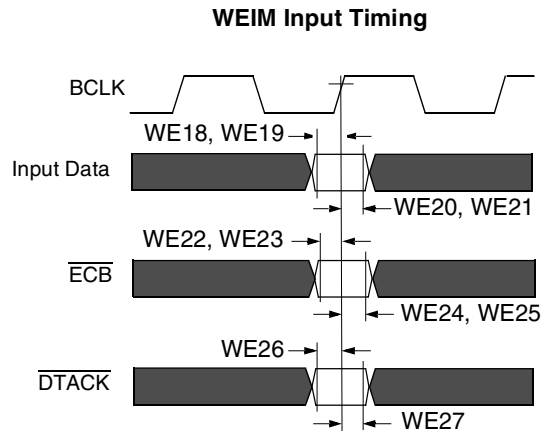 WEIM Input Timing
BCLK
WE18, WE19
Input Data
WE20, WE21
WE22, WE23
ECB
WE24, WE25
WE26
DTACK
WE27